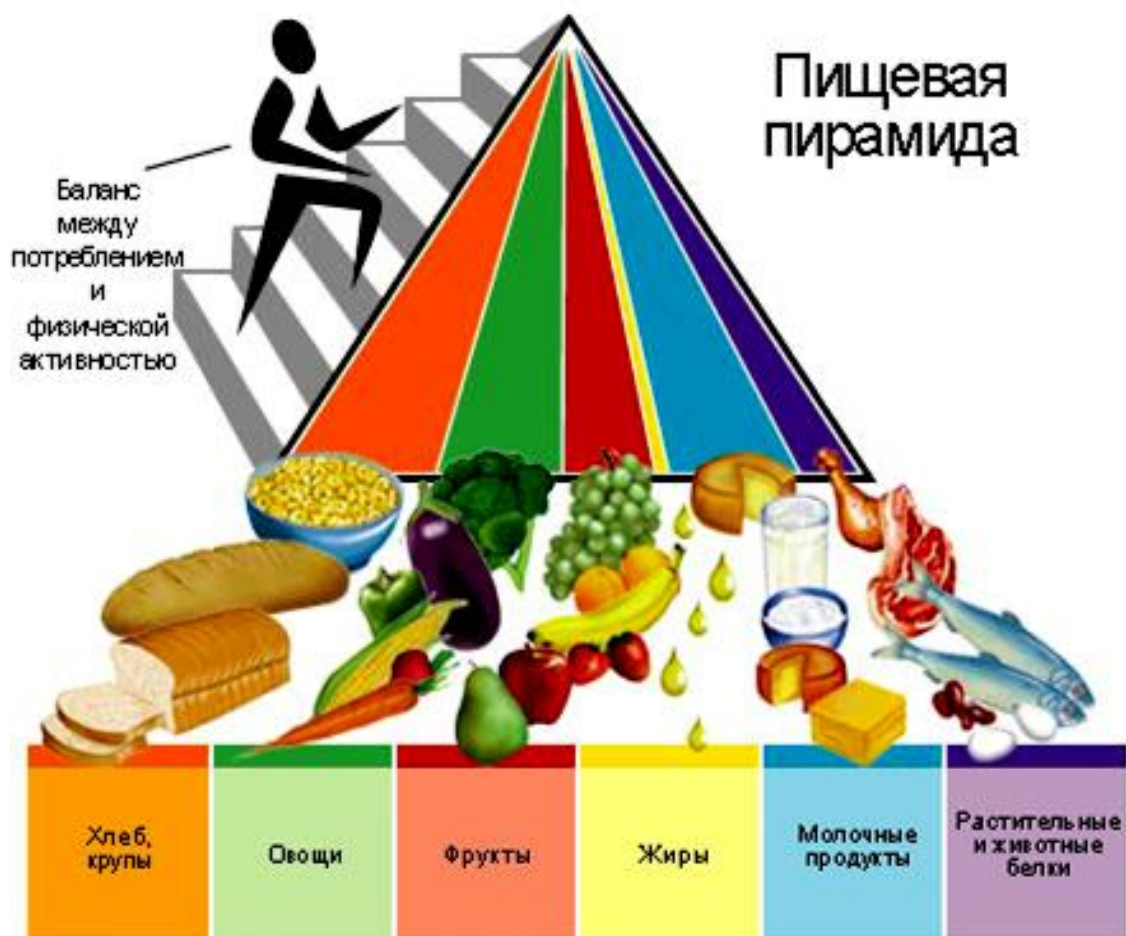 Пищевая
пирамида
Баланс
между
потреблением
и
физической
активностью
Хлеб,
крупы
Овощи
Фрукты
Жиры
Молочные
продукты
Растительные
и животные
белки